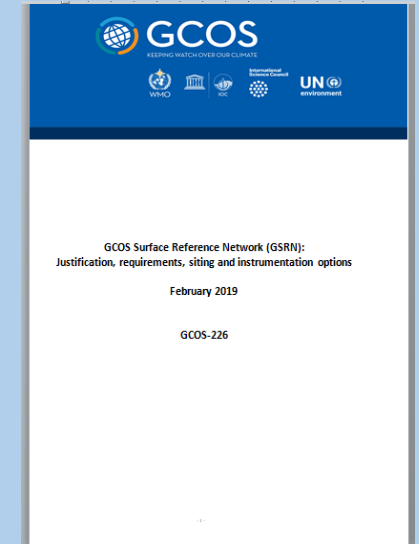 GCOS
KEEPING WATCH OVER OUR CLIMATE
WMO
IOC
International
Science Council
UN
environment
GCOS Surface Reference Network (GSRN):
Justification, requirements, siting and instrumentation options
February 2019
GCOS-226